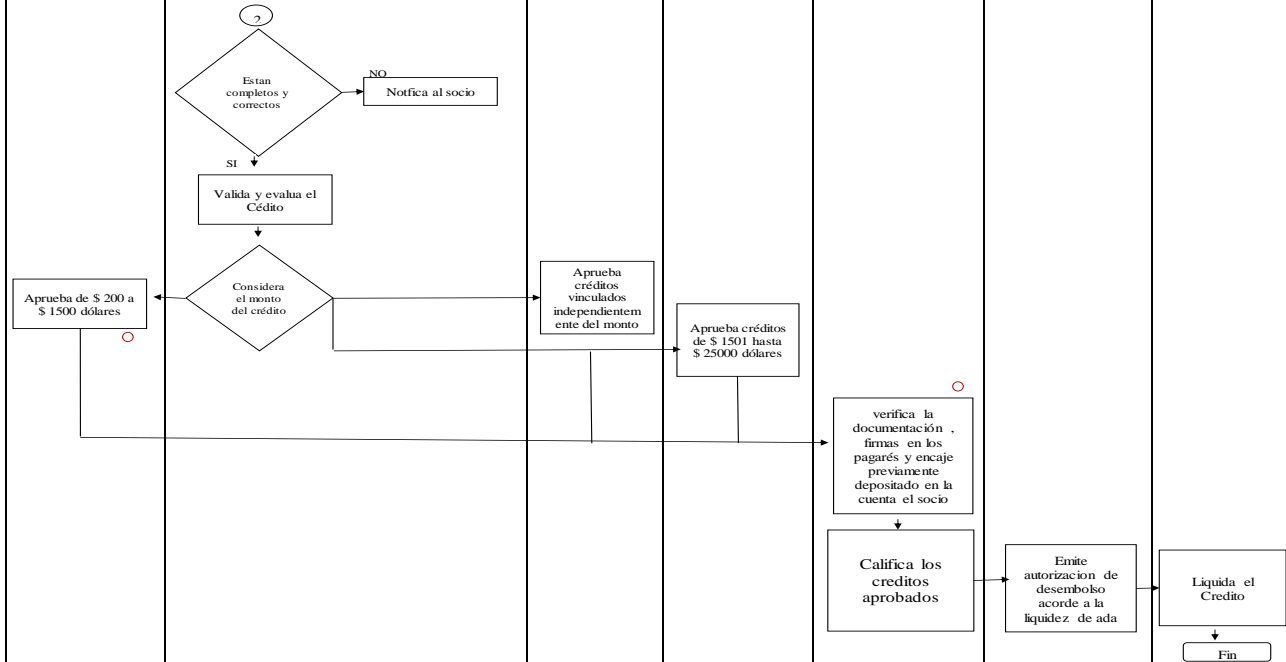 2
Estan
completos y
correctos
NO
Notfica al socio
SI
Valida y evalua el
Cédito
Considera
el monto
del crédito
Aprueba de $ 200 a
$ 1500 dólares
Aprueba
créditos
vinculados
independientem
ente del monto
Aprueba créditos
de $ 1501 hasta
$ 25000 dólares
verifica la
documentación ,
firmas en los
pagarés y encaje
previamente
depositado en la
cuenta el socio
Califica los
creditos
aprobados
Emite
autorizacion de
desembolso
acorde a la
liquidez de ada
Liquida el
Credito
Fin